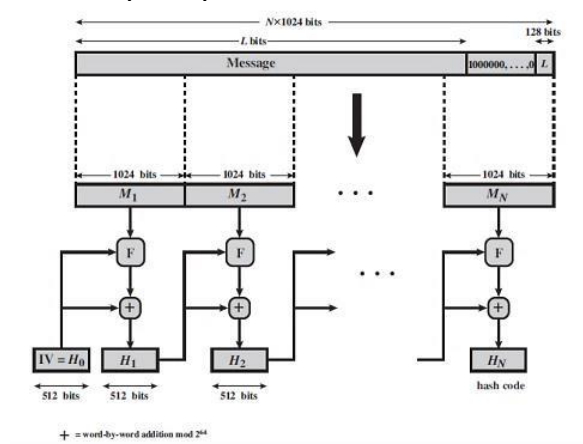 N×1024 bits
L bits
128 bits
Message
1000000, . . . ,0
L
1024 bits
1024 bits
1024 bits
M1
M2
. . .
MN
F
F
F
. . .
+
+
+
IV = H0
H1
H2
HN
512 bits
512 bits
512 bits
hash code
+ = word-by-word addition mod 2^64